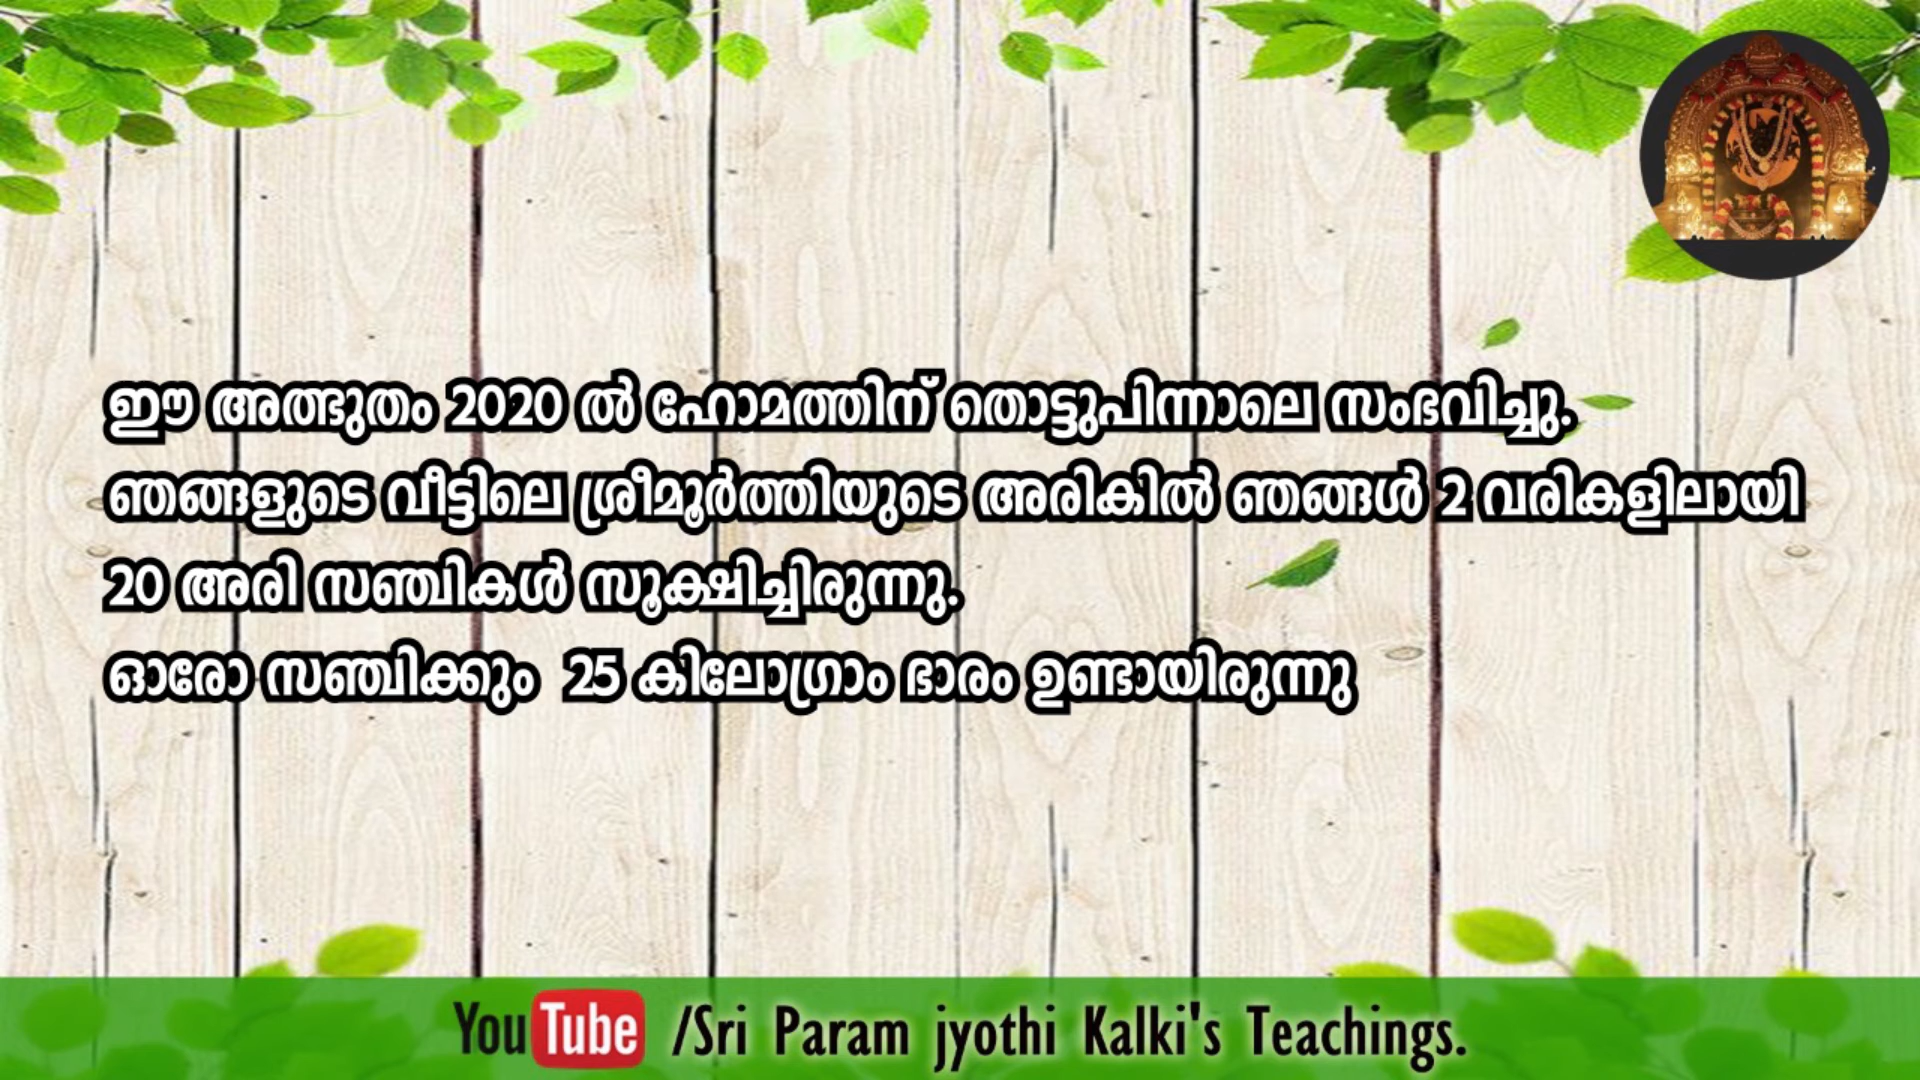 ഈ അത്ഭുതം 2020 ൽ ഹോമത്തിന് തൊട്ടുപിന്നാലെ സംഭവിച്ചു.
ഞങ്ങളുടെ വീട്ടിലെ ശ്രീമൂർത്തിയുടെ അരികിൽ ഞങ്ങൾ 2 വരികളിലായി
20 അരി സഞ്ചികൾ സൂക്ഷിച്ചിരുന്നു.
ഓരോ സഞ്ചിക്കും 25 കിലോഗ്രാം ഭാരം ഉണ്ടായിരുന്നു
YouTube /Sri Param jyothi Kalki's Teachings.